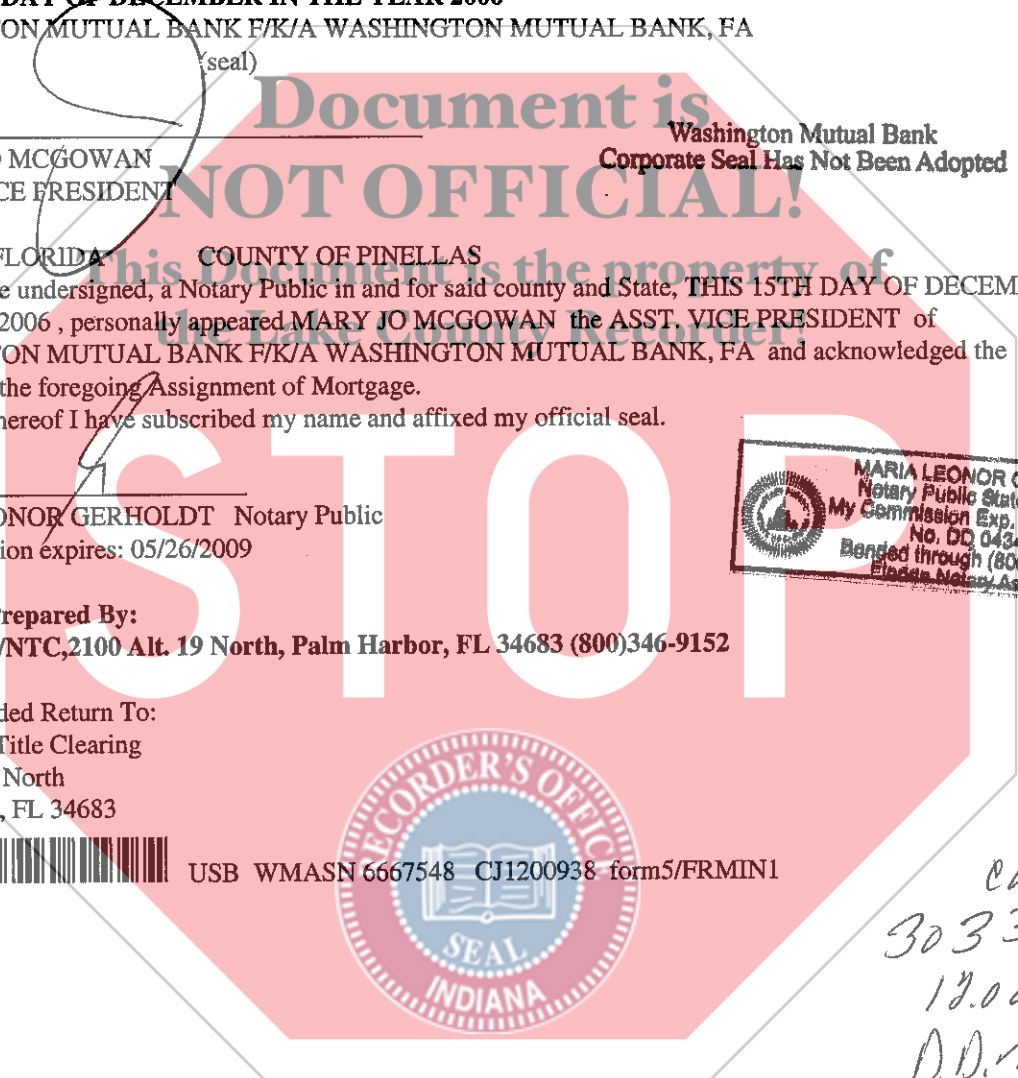 DAY OF DECEMBER IN THE YEAR 2006
ON MUTUAL BANK F/K/A WASHINGTON MUTUAL BANK, FA
(seal)
Document is
Washington Mutual Bank
Corporate Seal Has Not Been Adopted
MCGOWAN
CE PRESIDENT
NOT OFFICIAL!
FLORIDA COUNTY OF PINELLAS
This Document is the property of
e undersigned, a Notary Public in and for said county and State, THIS 15TH DAY OF DECEM
2006 , personally appeared MARY JO MCGOWAN the ASST. VICE PRESIDENT of
the Lake County Recorder!
ON MUTUAL BANK F/K/A WASHINGTON MUTUAL BANK, FA and acknowledged the
the foregoing Assignment of Mortgage.
hereof I have subscribed my name and affixed my official seal.
STOP
MARIA LEONOR G
Notary Public State
My Commission Exp.
No. DD 043
Bonded through (80
Florida Notary As
ONOR GERHOLDT Notary Public
ion expires: 05/26/2009
Prepared By:
/NTC,2100 Alt. 19 North, Palm Harbor, FL 34683 (800)346-9152
ded Return To:
Title Clearing
North
, FL 34683
RECORDER'S OFFICE
USB WMASN 6667548 CJ1200938 form5/FRMIN1
SEAL
INDIANA
3033